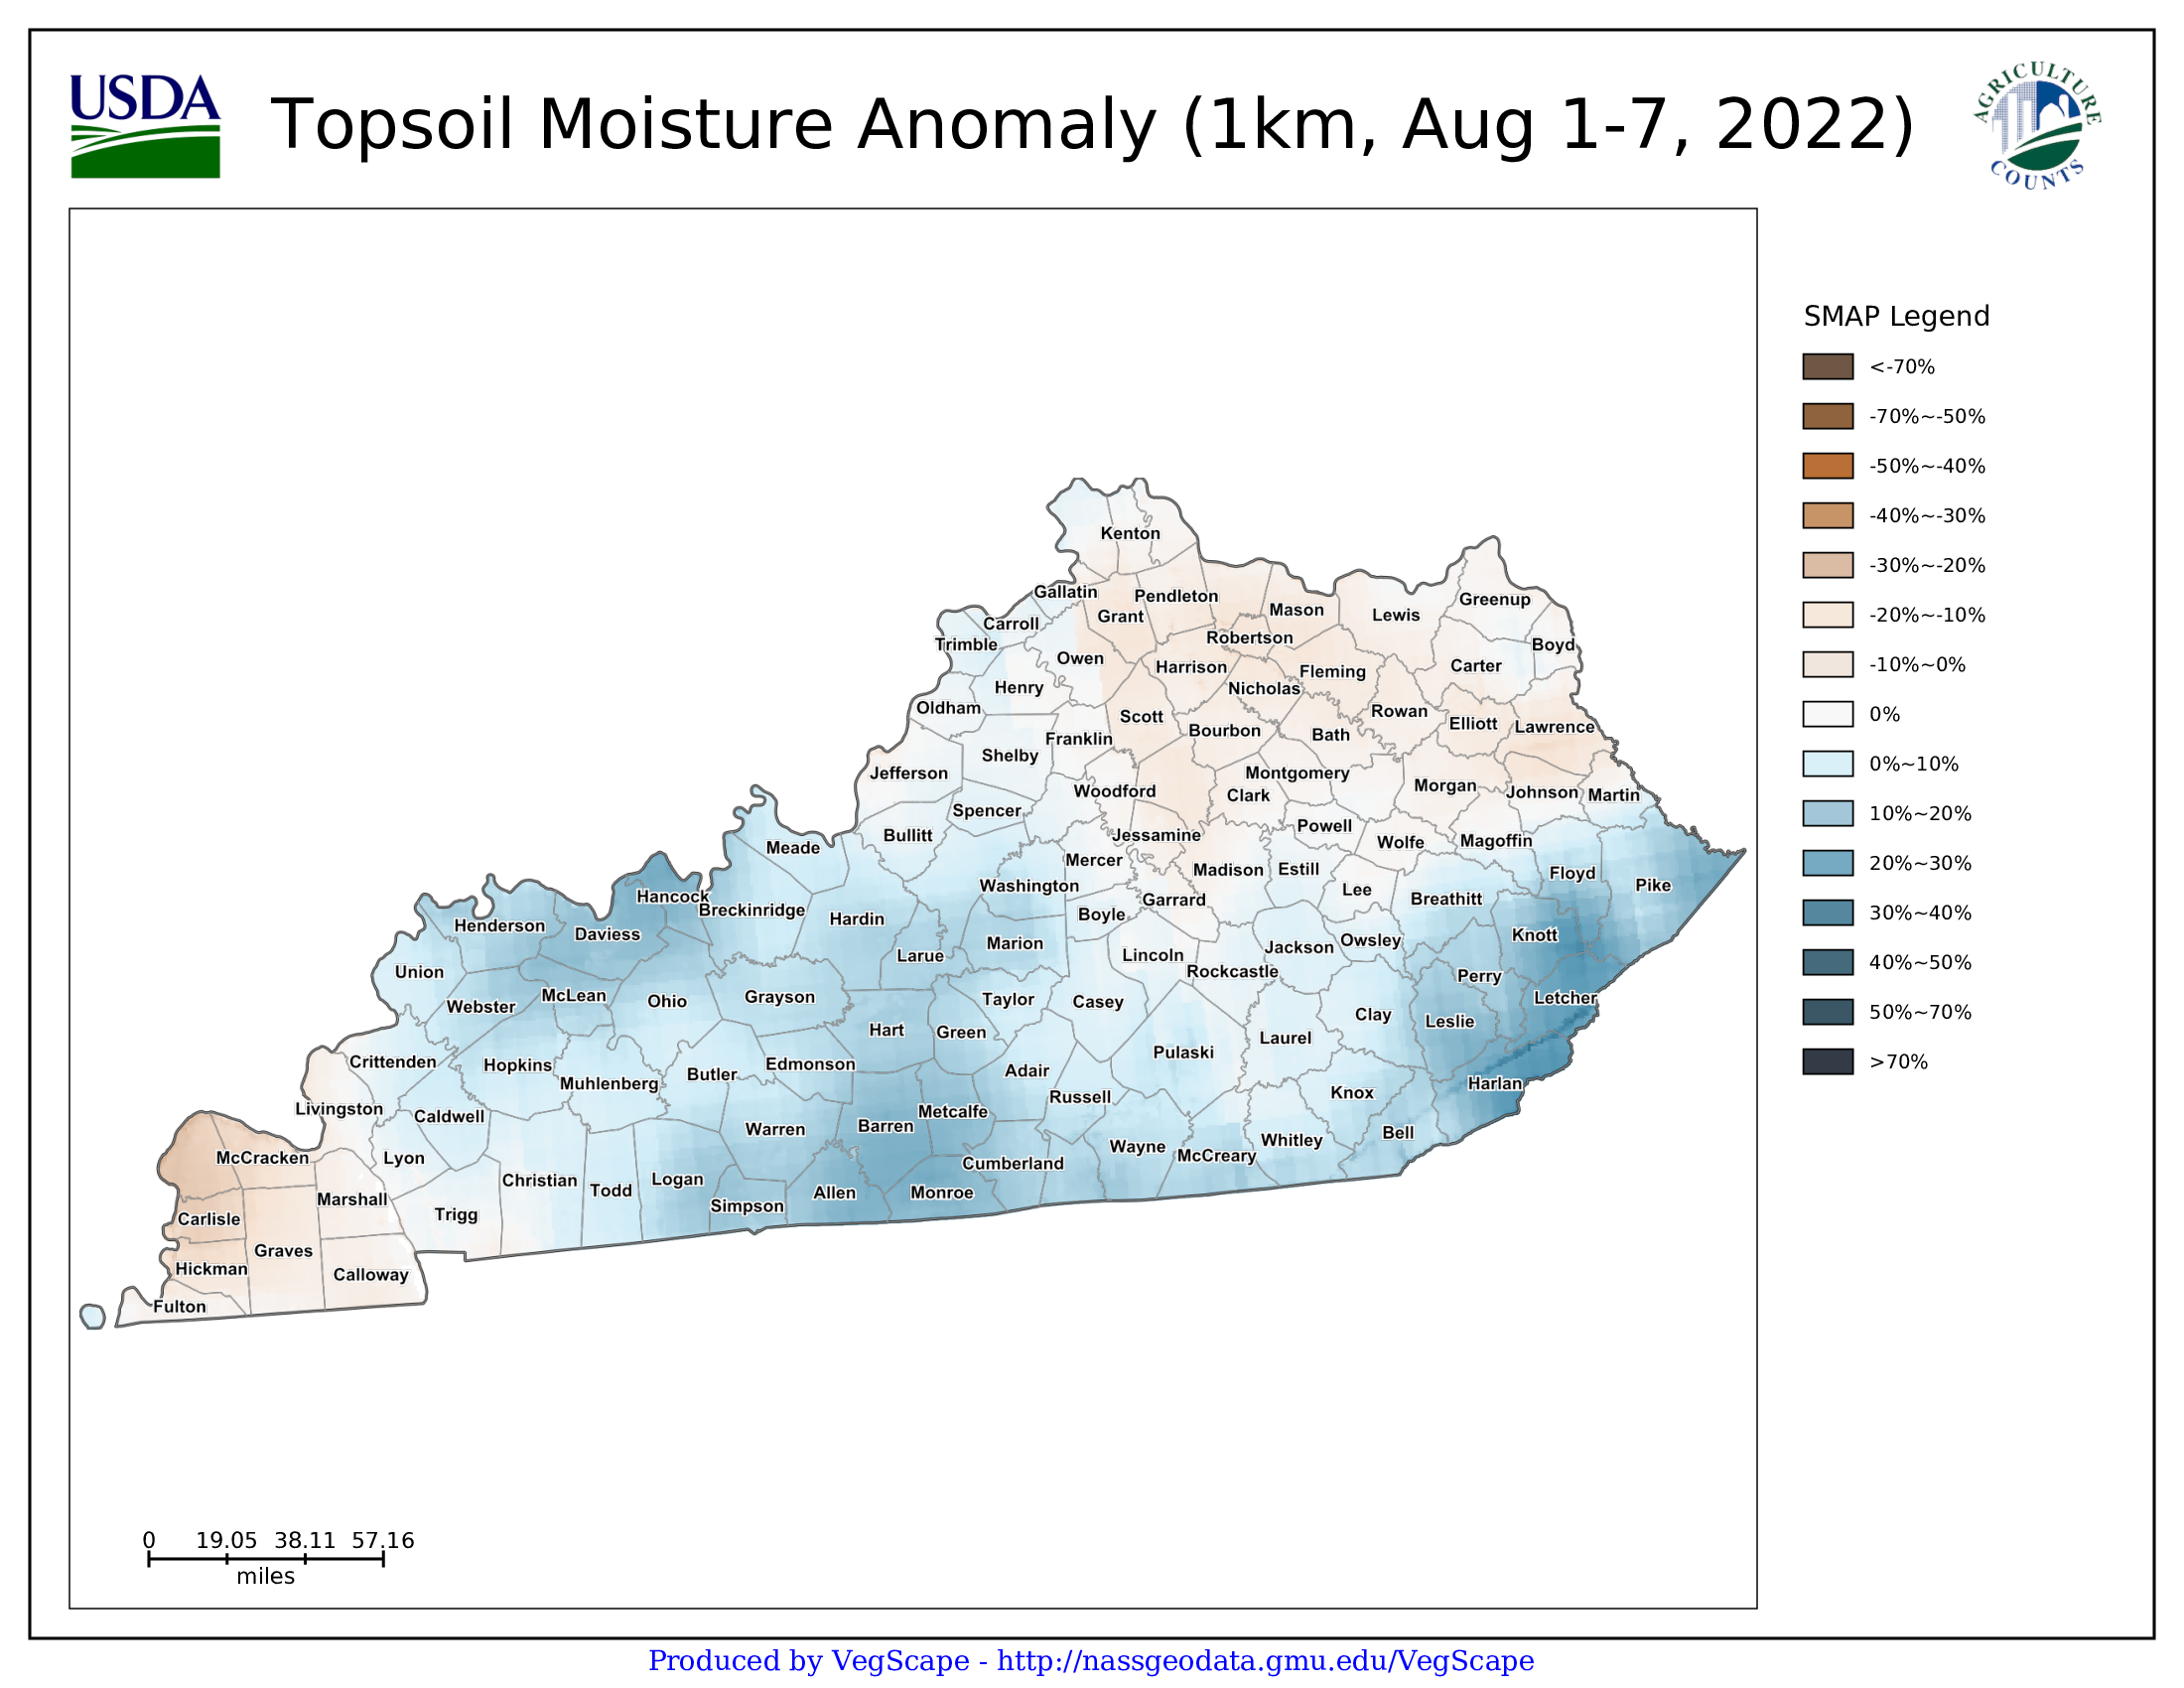 USDA
Topsoil Moisture Anomaly (1km, Aug 1-7, 2022)
AGRICULTURE
COUNTS
SMAP Legend
<-70%
-70%~-50%
-50%~-40%
-40%~-30%
-30%~-20%
-20%~-10%
-10%~0%
0%
0%~10%
10%~20%
20%~30%
30%~40%
40%~50%
50%~70%
>70%
Kenton
Gallatin
Pendleton
Grant
Mason
Lewis
Greenup
Carroll
Trimble
Robertson
Boyd
Owen
Harrison
Fleming
Carter
Henry
Nicholas
Oldham
Scott
Rowan
Elliott
Lawrence
Franklin
Bourbon
Bath
Shelby
Jefferson
Montgomery
Woodford
Clark
Morgan
Johnson
Martin
Spencer
Bullitt
Jessamine
Powell
Wolfe
Magoffin
Meade
Mercer
Madison
Estill
Floyd
Pike
Washington
Lee
Hancock
Breckinridge
Hardin
Boyle
Garrard
Breathitt
Henderson
Daviess
Marion
Larue
Lincoln
Jackson
Owsley
Knott
Union
Rockcastle
Perry
Webster
McLean
Ohio
Grayson
Taylor
Casey
Letcher
Hart
Green
Clay
Leslie
Laurel
Crittenden
Hopkins
Muhlenberg
Butler
Edmonson
Adair
Pulaski
Harlan
Livingston
Caldwell
Warren
Barren
Metcalfe
Russell
Knox
McCracken
Lyon
Cumberland
Wayne
McCreary
Whitley
Bell
Marshall
Christian
Todd
Logan
Simpson
Allen
Monroe
Carlisle
Trigg
Graves
Hickman
Calloway
Fulton
0 19.05 38.11 57.16
miles
Produced by VegScape - http://nassgeodata.gmu.edu/VegScape